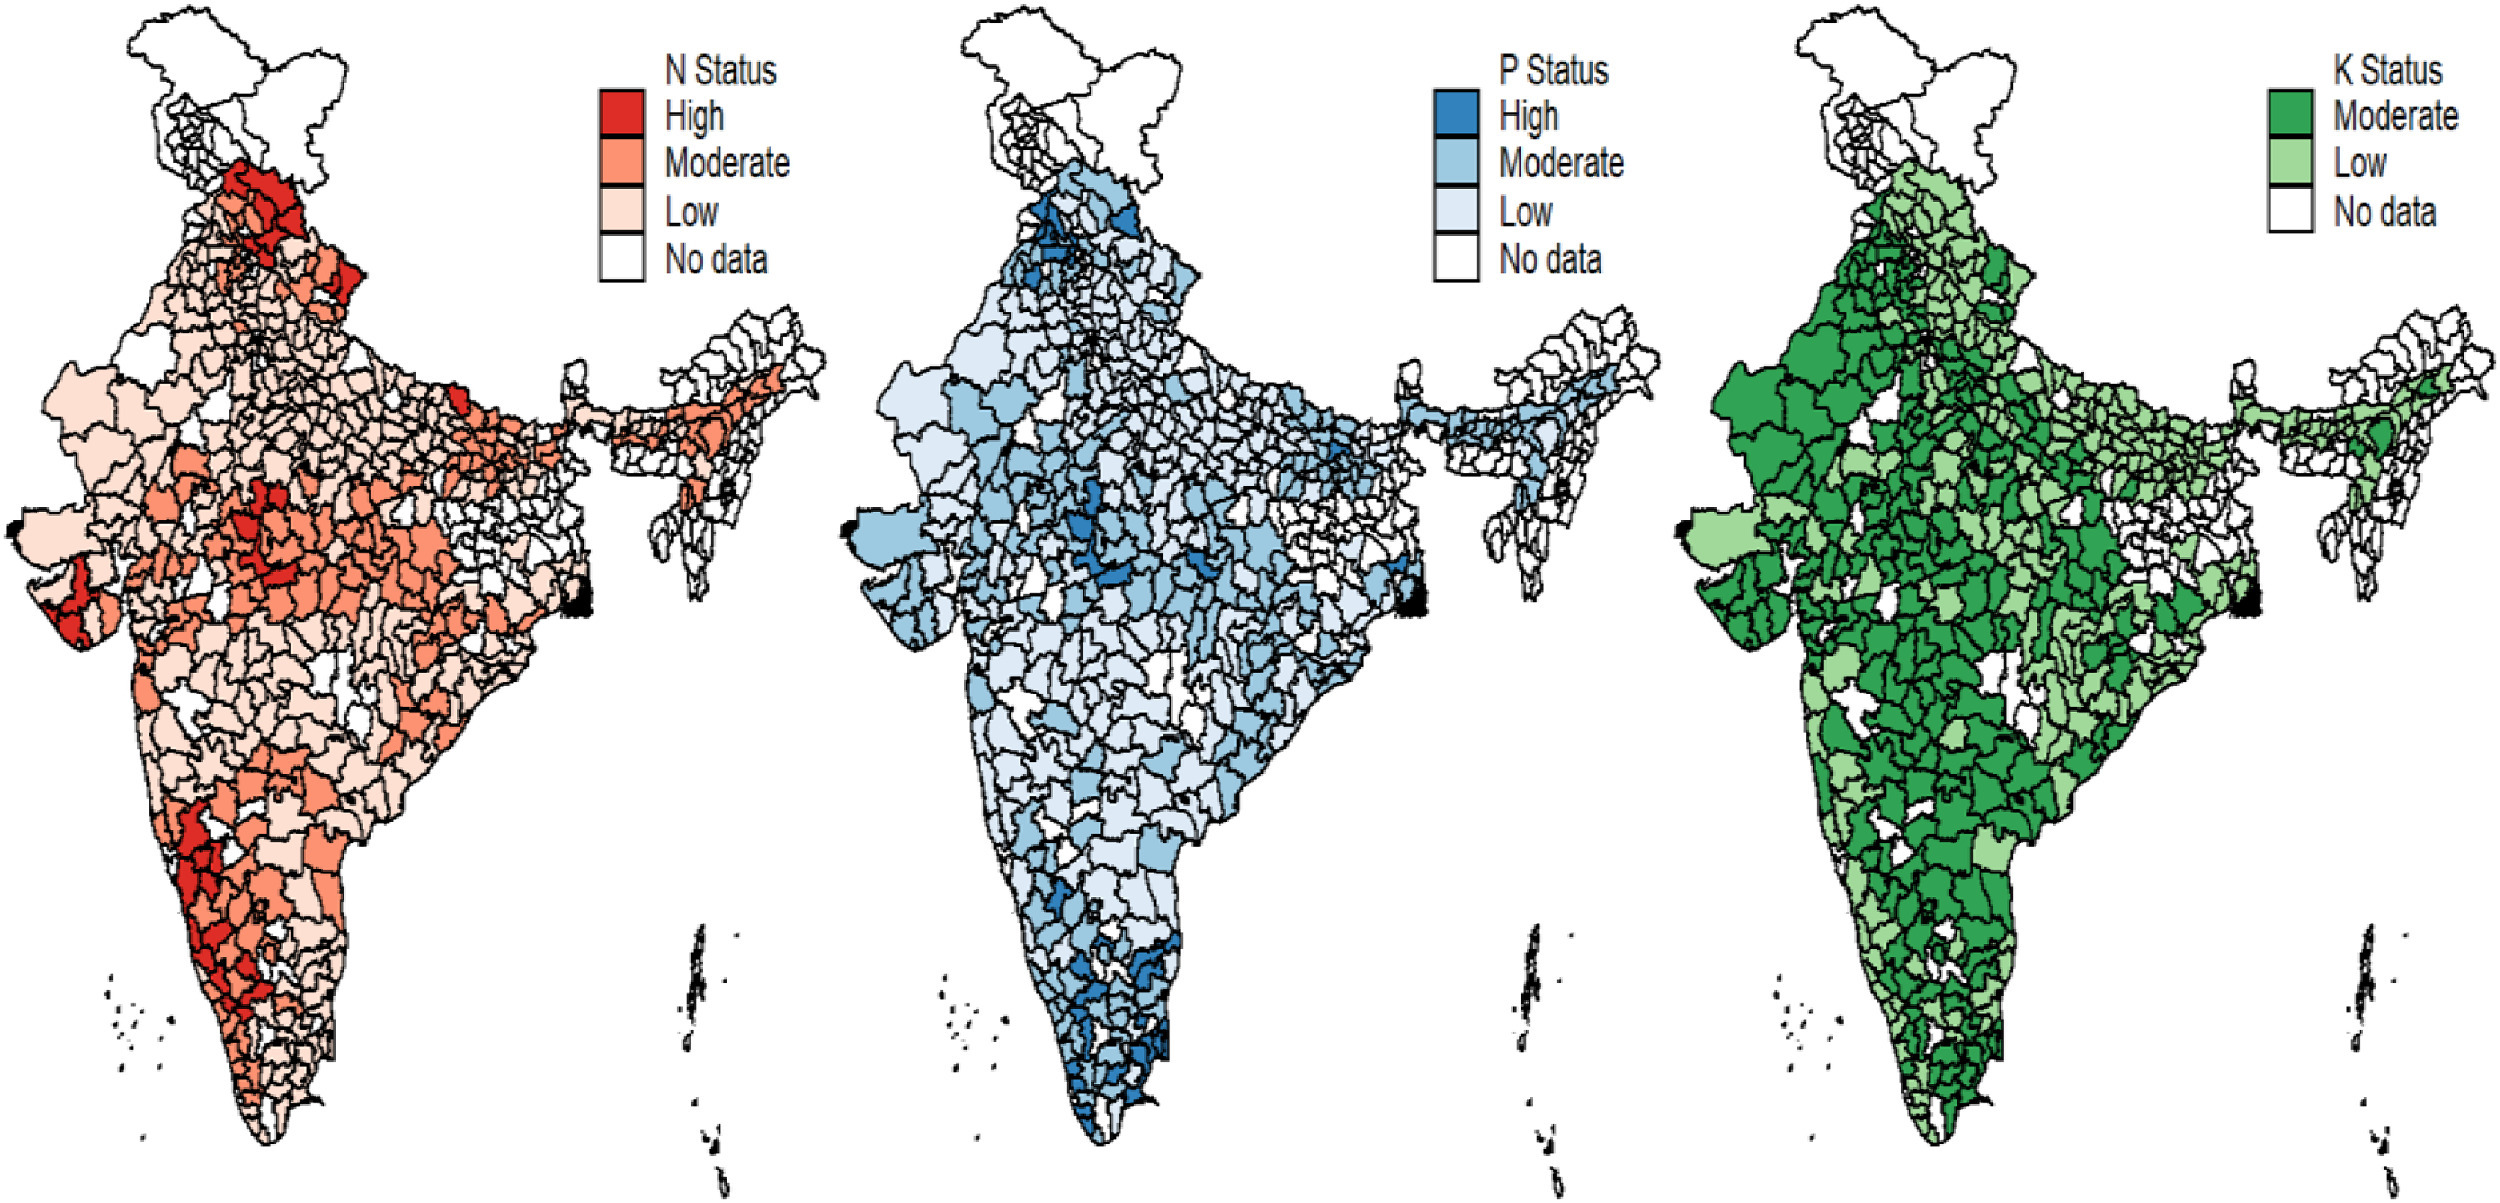 N Status
High
Moderate
Low
No data
P Status
High
Moderate
Low
No data
K Status
Moderate
Low
No data